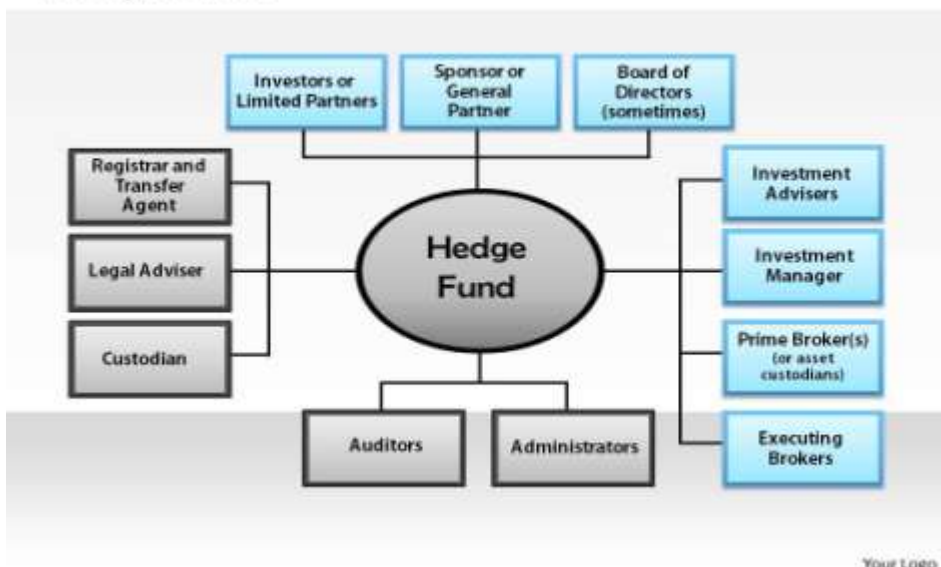 Investors or
Limited Partners
Sponsor or
General
Partner
Board of
Directors
(sometimes)
Registrar and
Transfer
Agent
Legal Adviser
Custodian
Hedge
Fund
Investment
Advisers
Investment
Manager
Prime Broker(s)
(or asset
custodians)
Executing
Brokers
Auditors
Administrators
Your Logo